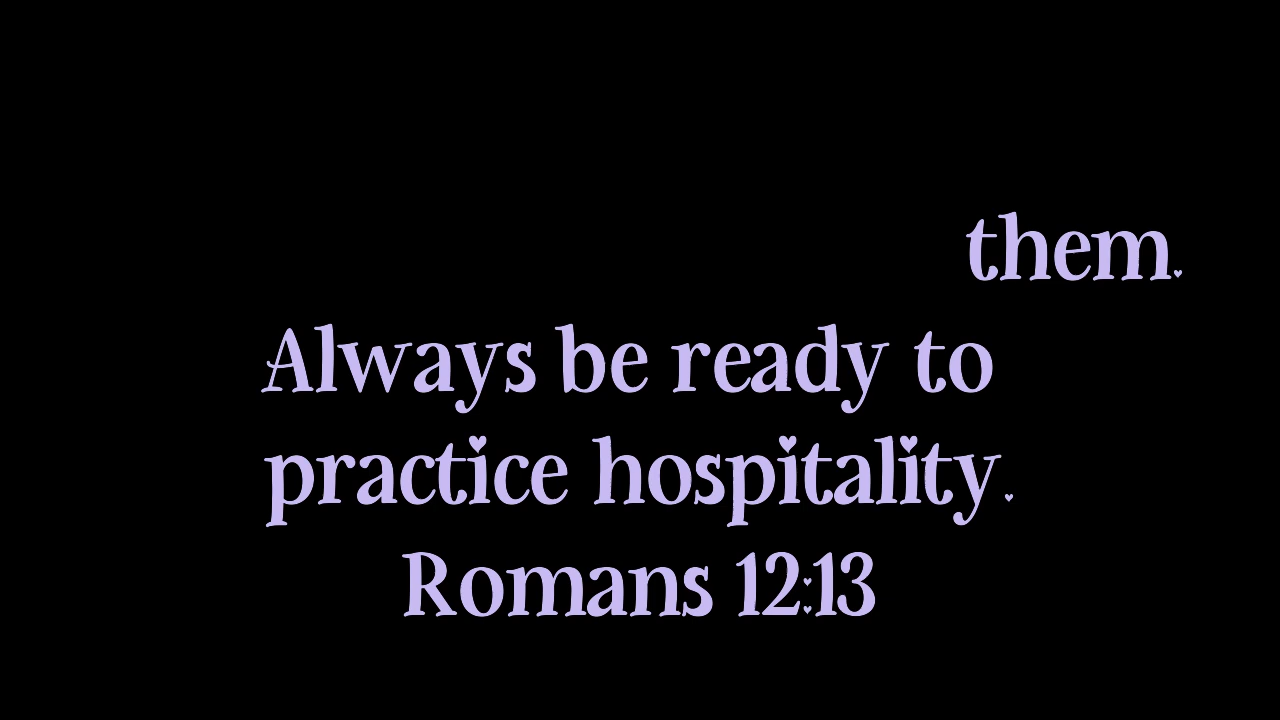 them.
Always be ready to
practice hospitality.
Romans 12:13